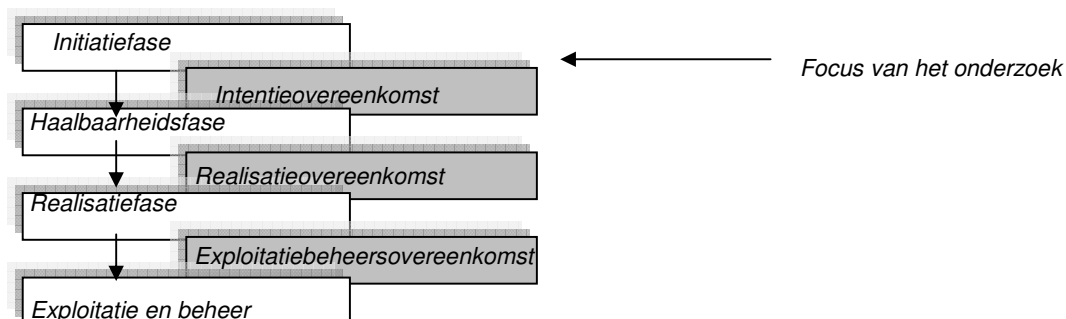 Initiatiefase
Focus van het onderzoek
Intentieovereenkomst
Haalbaarheidsfase
Realisatieovereenkomst
Realisatiefase
Exploitatiebeheersovereenkomst
Exploitatie en beheer